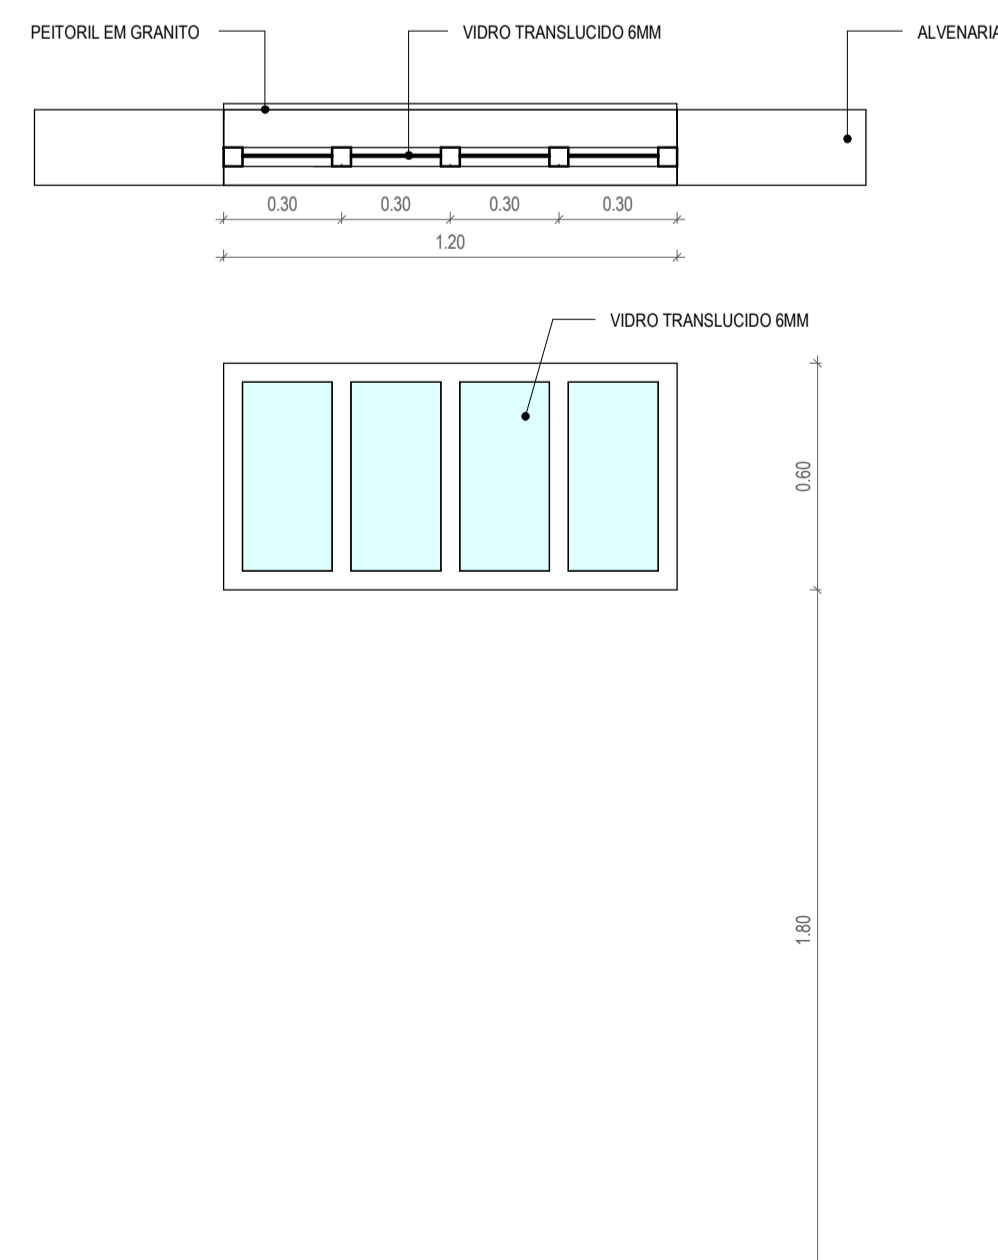 PEITORIL EM GRANITO
VIDRO TRANSLUCIDO 6MM
ALVENARIA
0.30
0.30
0.30
0.30
1.20
VIDRO TRANSLUCIDO 6MM
0.60
1.80